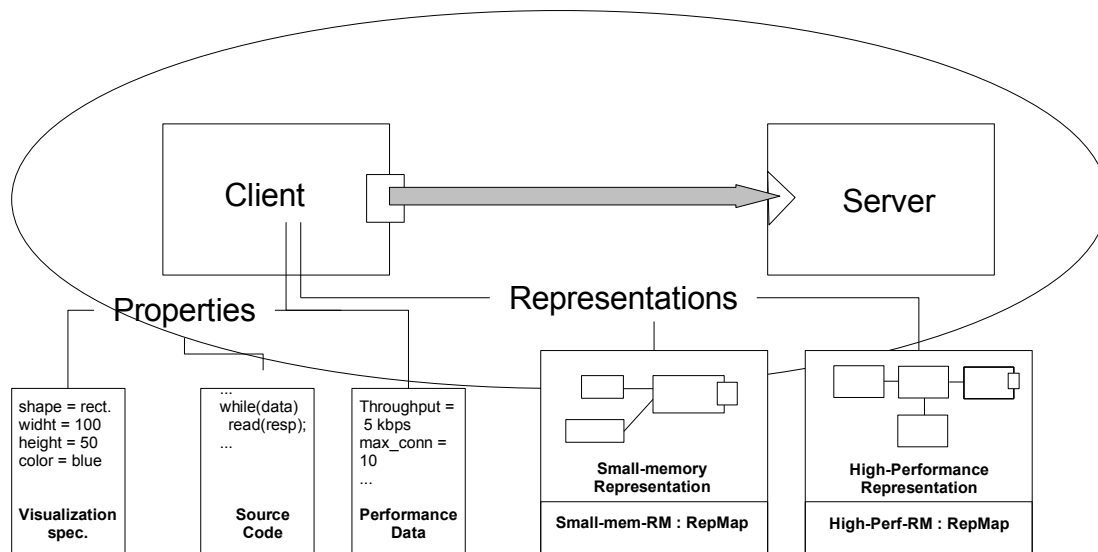 Client
Server
Properties
Representations
shape = rect.
widht = 100
height = 50
color = blue
Visualization
spec.
...
while(data)
read(resp);
...
Source
Code
Throughput =
5 kbps
max_conn =
10
...
Performance
Data
Small-memory
Representation
Small-mem-RM : RepMap
High-Performance
Representation
High-Perf-RM : RepMap